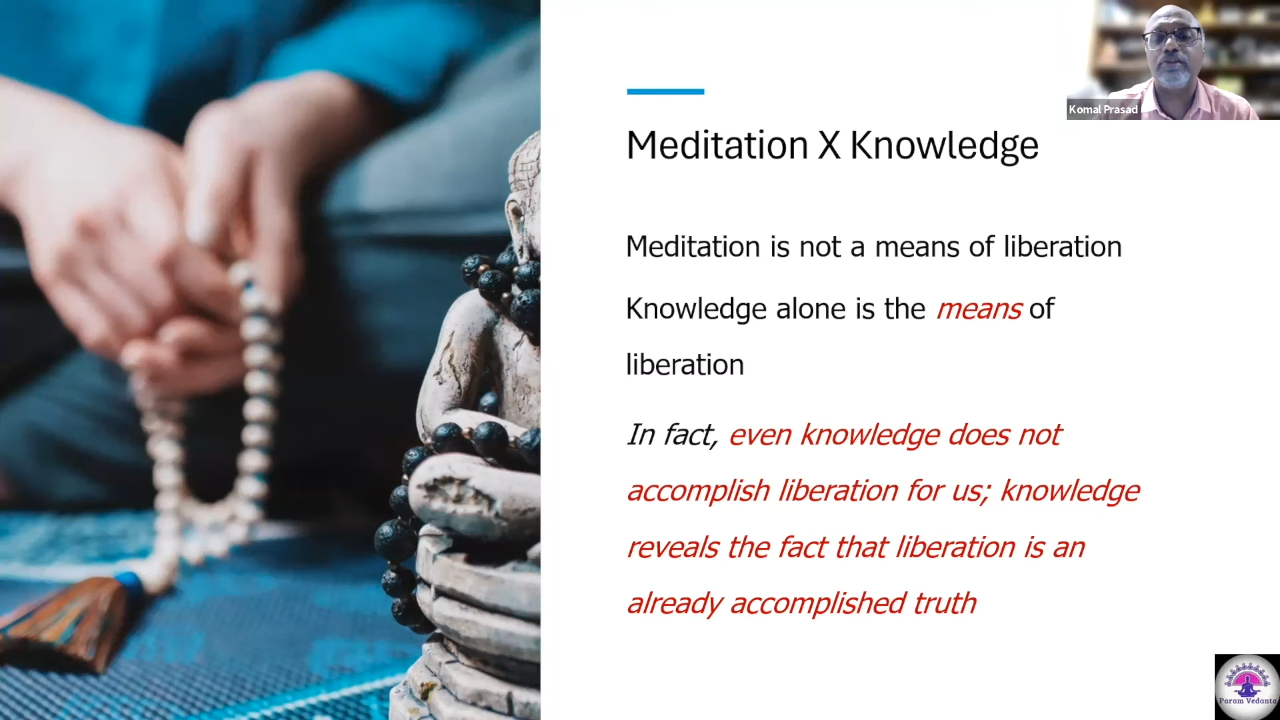 Komal Prasad
Meditation X Knowledge
Meditation is not a means of liberation
Knowledge alone is the means of
liberation
In fact, even knowledge does not
accomplish liberation for us; knowledge
reveals the fact that liberation is an
already accomplished truth
Param Vedanta